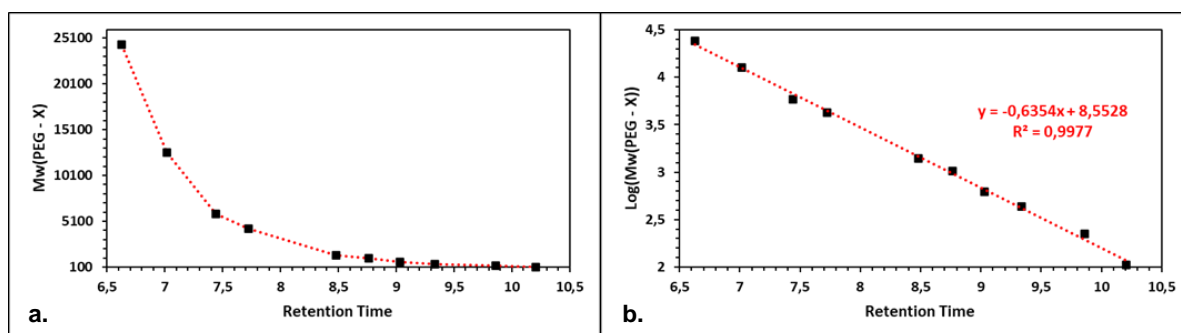 25100
20100
15100
10100
5100
100
Mw(PEG - X)
6,5 7 7,5 8 8,5 9 9,5 10 10,5
Retention Time
a.
4,5
4
3,5
3
2,5
2
Log(Mw(PEG - X))
y = -0,6354x + 8,5528
R² = 0,9977
6,5 7 7,5 8 8,5 9 9,5 10 10,5
Retention Time
b.